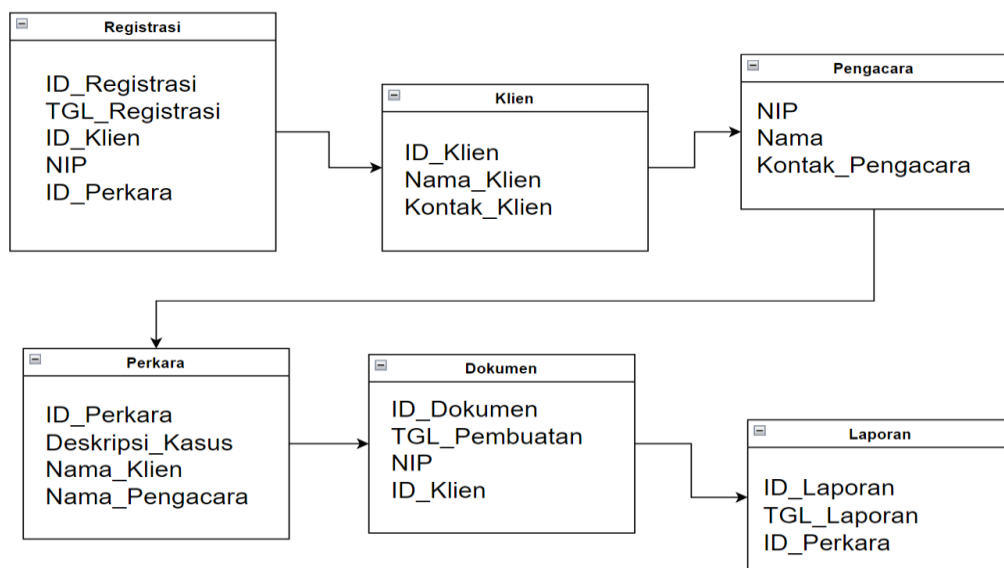 Registrasi
ID_Registrasi
TGL_Registrasi
ID_Klien
NIP
ID_Perkara
Klien
ID_Klien
Nama_Klien
Kontak_Klien
Pengacara
NIP
Nama
Kontak_Pengacara
Perkara
ID_Perkara
Deskripsi_Kasus
Nama_Klien
Nama_Pengacara
Dokumen
ID_Dokumen
TGL_Pembuatan
NIP
ID_Klien
Laporan
ID_Laporan
TGL_Laporan
ID_Perkara